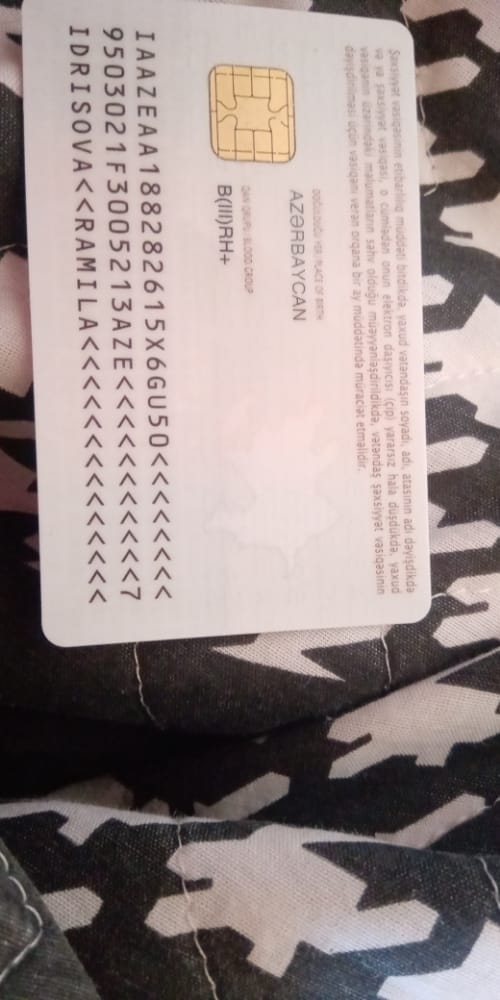 Şəxsiyyət vəsiqəsinin etibarlılıq müddəti bitdikdə, yaxud vətəndaşın soyadı, adı, atasının adı dəyişdikdə
və ya şəxsiyyət vəsiqəsi, o cümlədən onun elektron daşıyıcısı (çip) yararsız hala düşdükdə, yaxud
vəsiqənin üzərindəki məlumatların səhv olduğu müəyyənləşdirildikdə, vətəndaş şəxsiyyət vəsiqəsinin
dəyişdirilməsi üçün vəsiqəni verən orqana bir ay müddətində müraciət etməlidir.
DOĞULDUĞU YER/ PLACE OF BIRTH
AZƏRBAYCAN
QAN QRUPU/ BLOOD GROUP
B(III)RH+
IAAZEAA188282615X6GU50<<<<<<<<
9503021F3005213AZE<<<<<<<<<<<7
IDRISOVA<<RAMILA<<<<<<<<<<<<<<